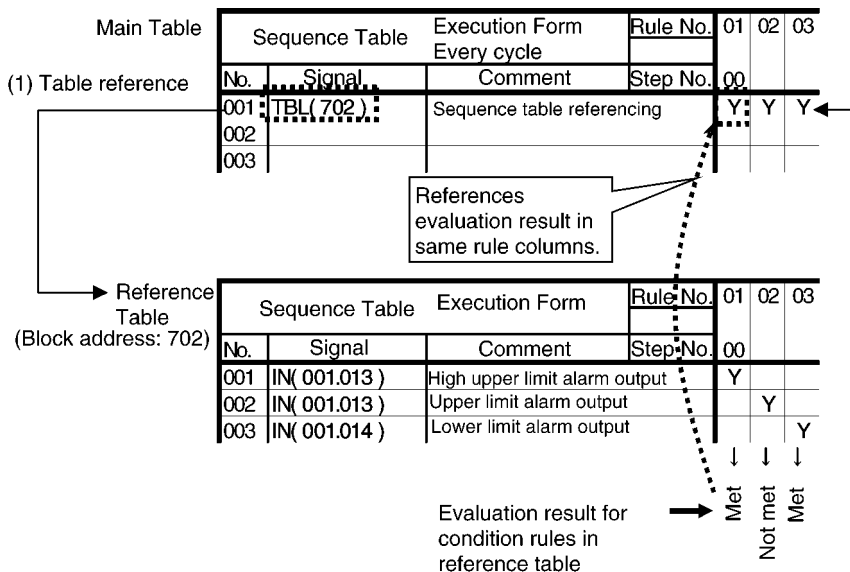 Main Table
Sequence Table
Execution Form
Every cycle
Rule No. 01 02 03
(1) Table reference
No. Signal Comment Step No. 00
001 TBL( 702 ) Sequence table referencing Y Y Y
002
003
References
evaluation result in
same rule columns.
Reference
Table
(Block address: 702)
Sequence Table Execution Form Rule No. 01 02 03
No. Signal Comment Step No. 00
001 IN( 001.013 ) High upper limit alarm output Y
002 IN( 001.013 ) Upper limit alarm output Y
003 IN( 001.014 ) Lower limit alarm output Y
↓ ↓ ↓
Met
Not met
Met
Evaluation result for
condition rules in
reference table